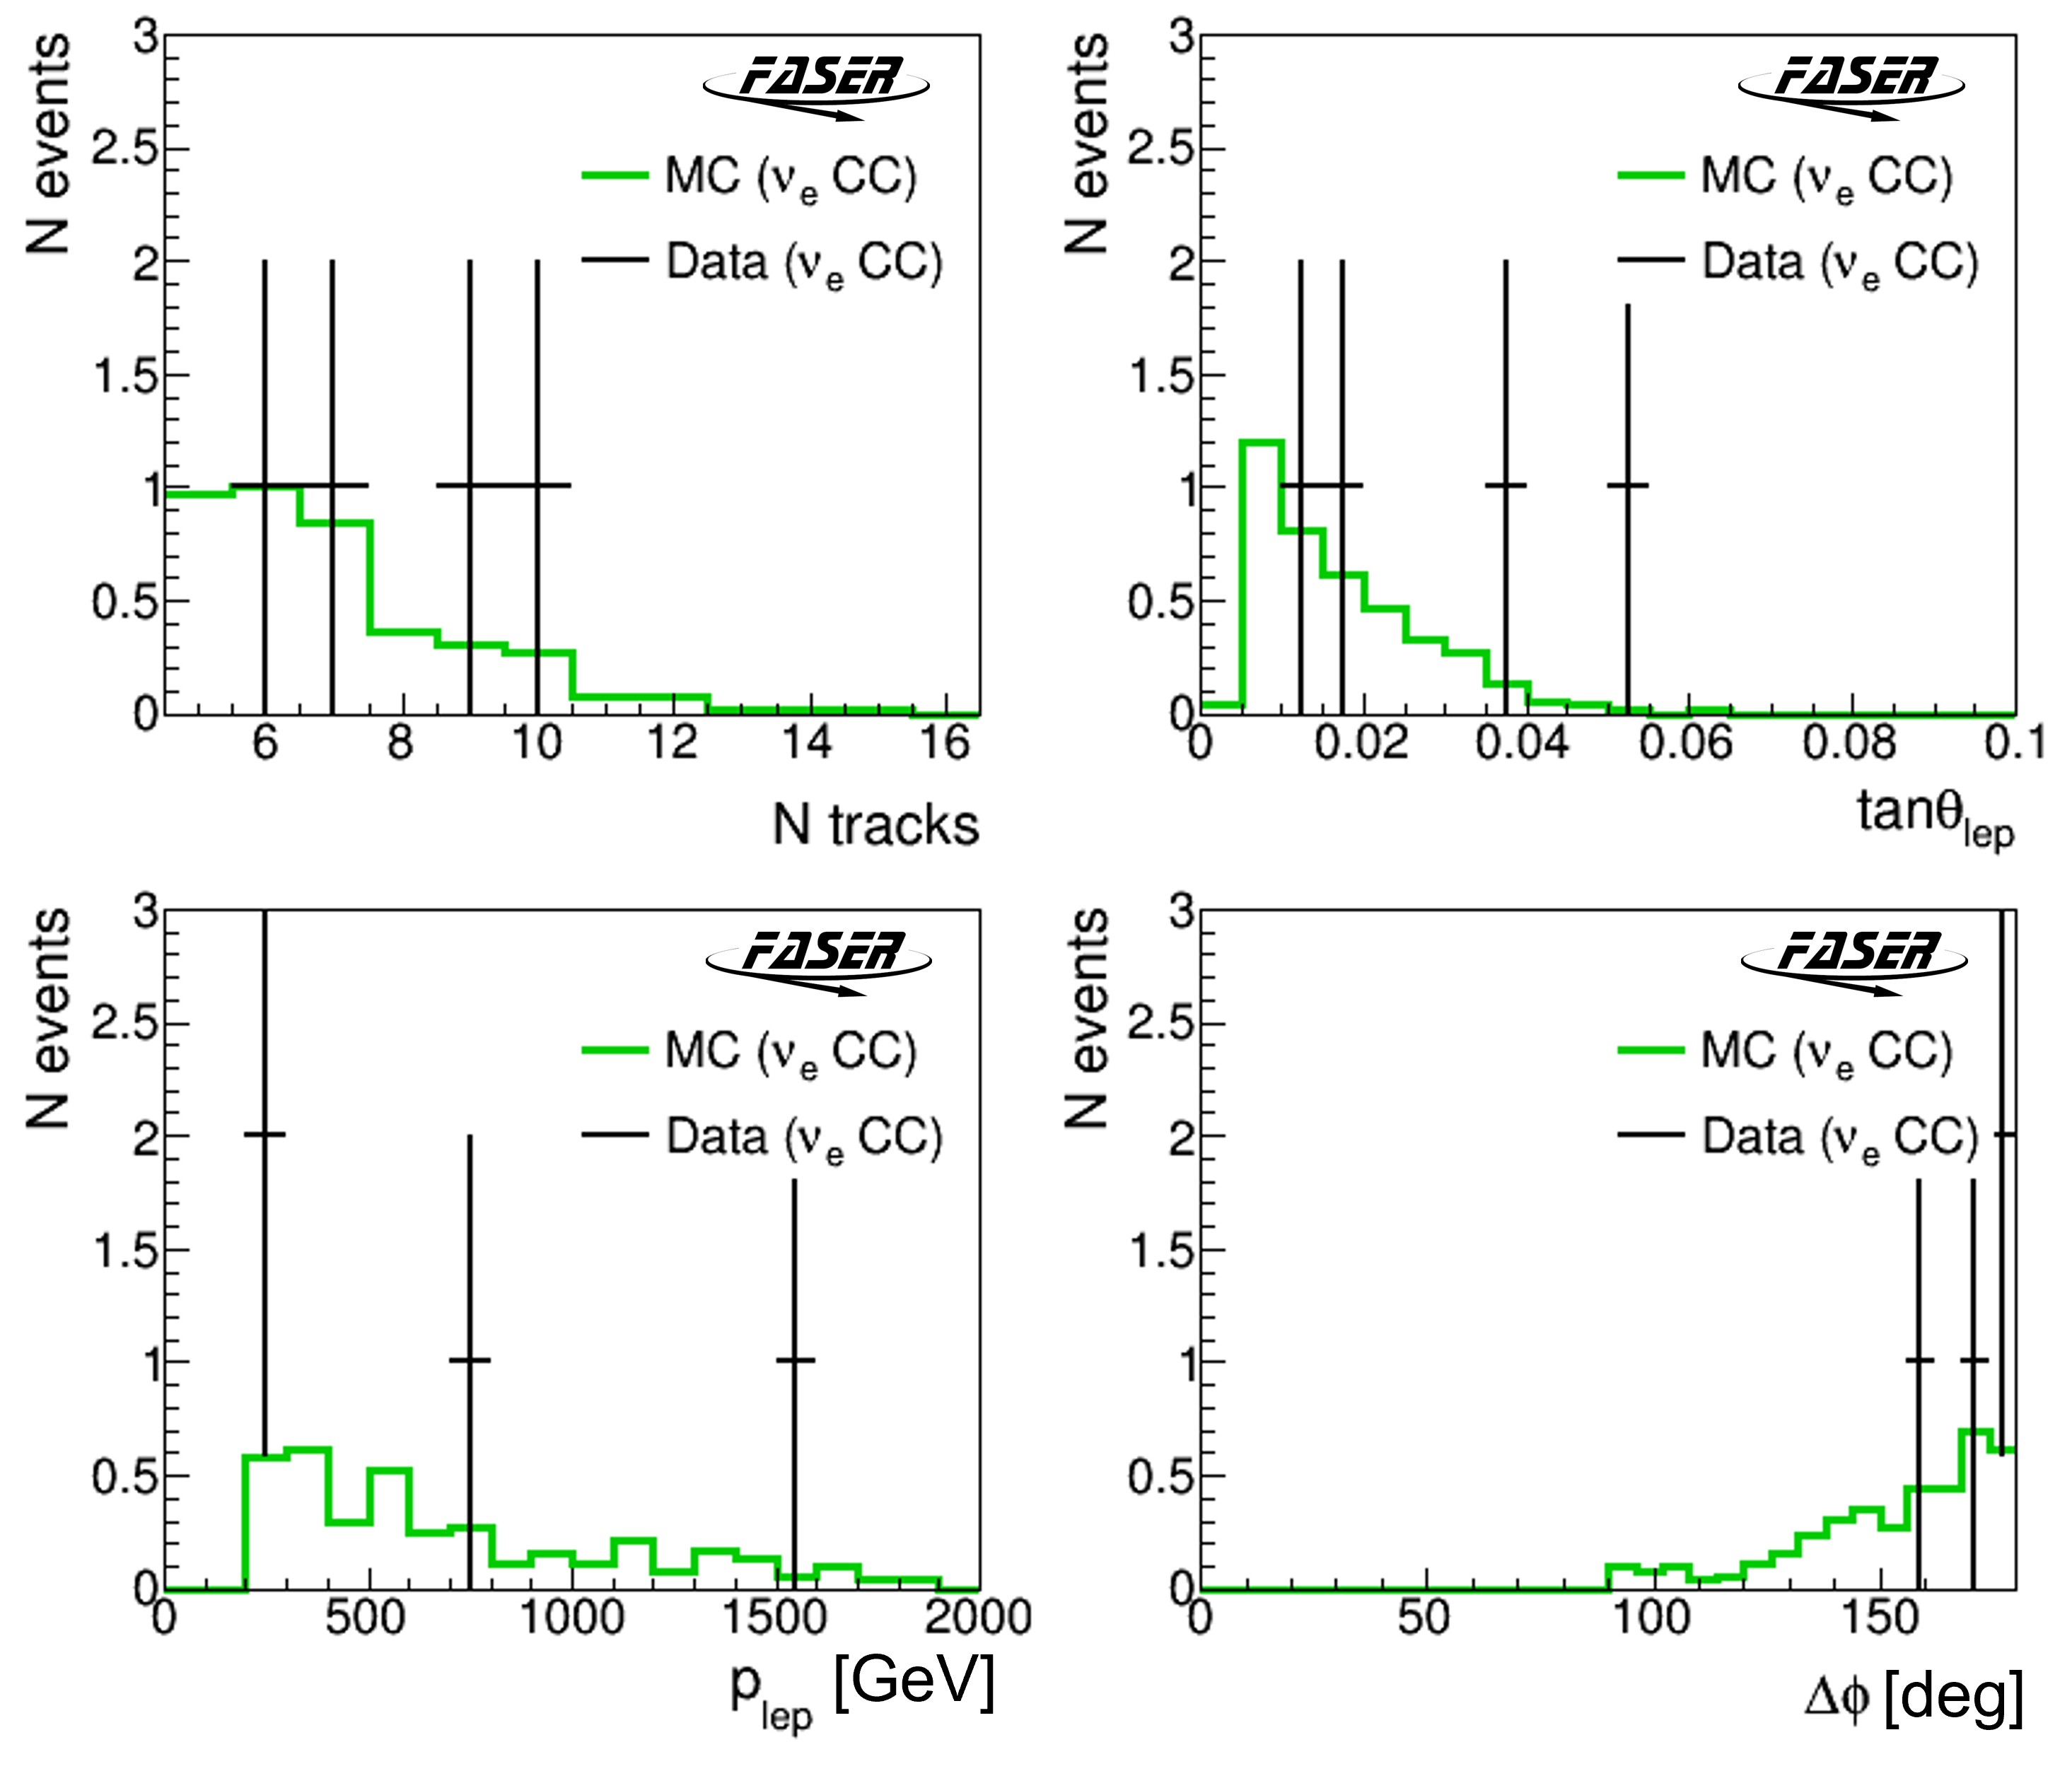 N events
3
2.5
2
1.5
1
0.5
0
FASER
MC (νe CC)
Data (νe CC)
6 8 10 12 14 16
N tracks
N events
3
2.5
2
1.5
1
0.5
0
FASER
MC (νe CC)
Data (νe CC)
0 0.02 0.04 0.06 0.08 0.1
tanθlep
N events
3
2.5
2
1.5
1
0.5
0
FASER
MC (νe CC)
Data (νe CC)
0 500 1000 1500 2000
plep [GeV]
N events
3
2.5
2
1.5
1
0.5
0
FASER
MC (νe CC)
Data (νe CC)
0 50 100 150
Δϕ [deg]